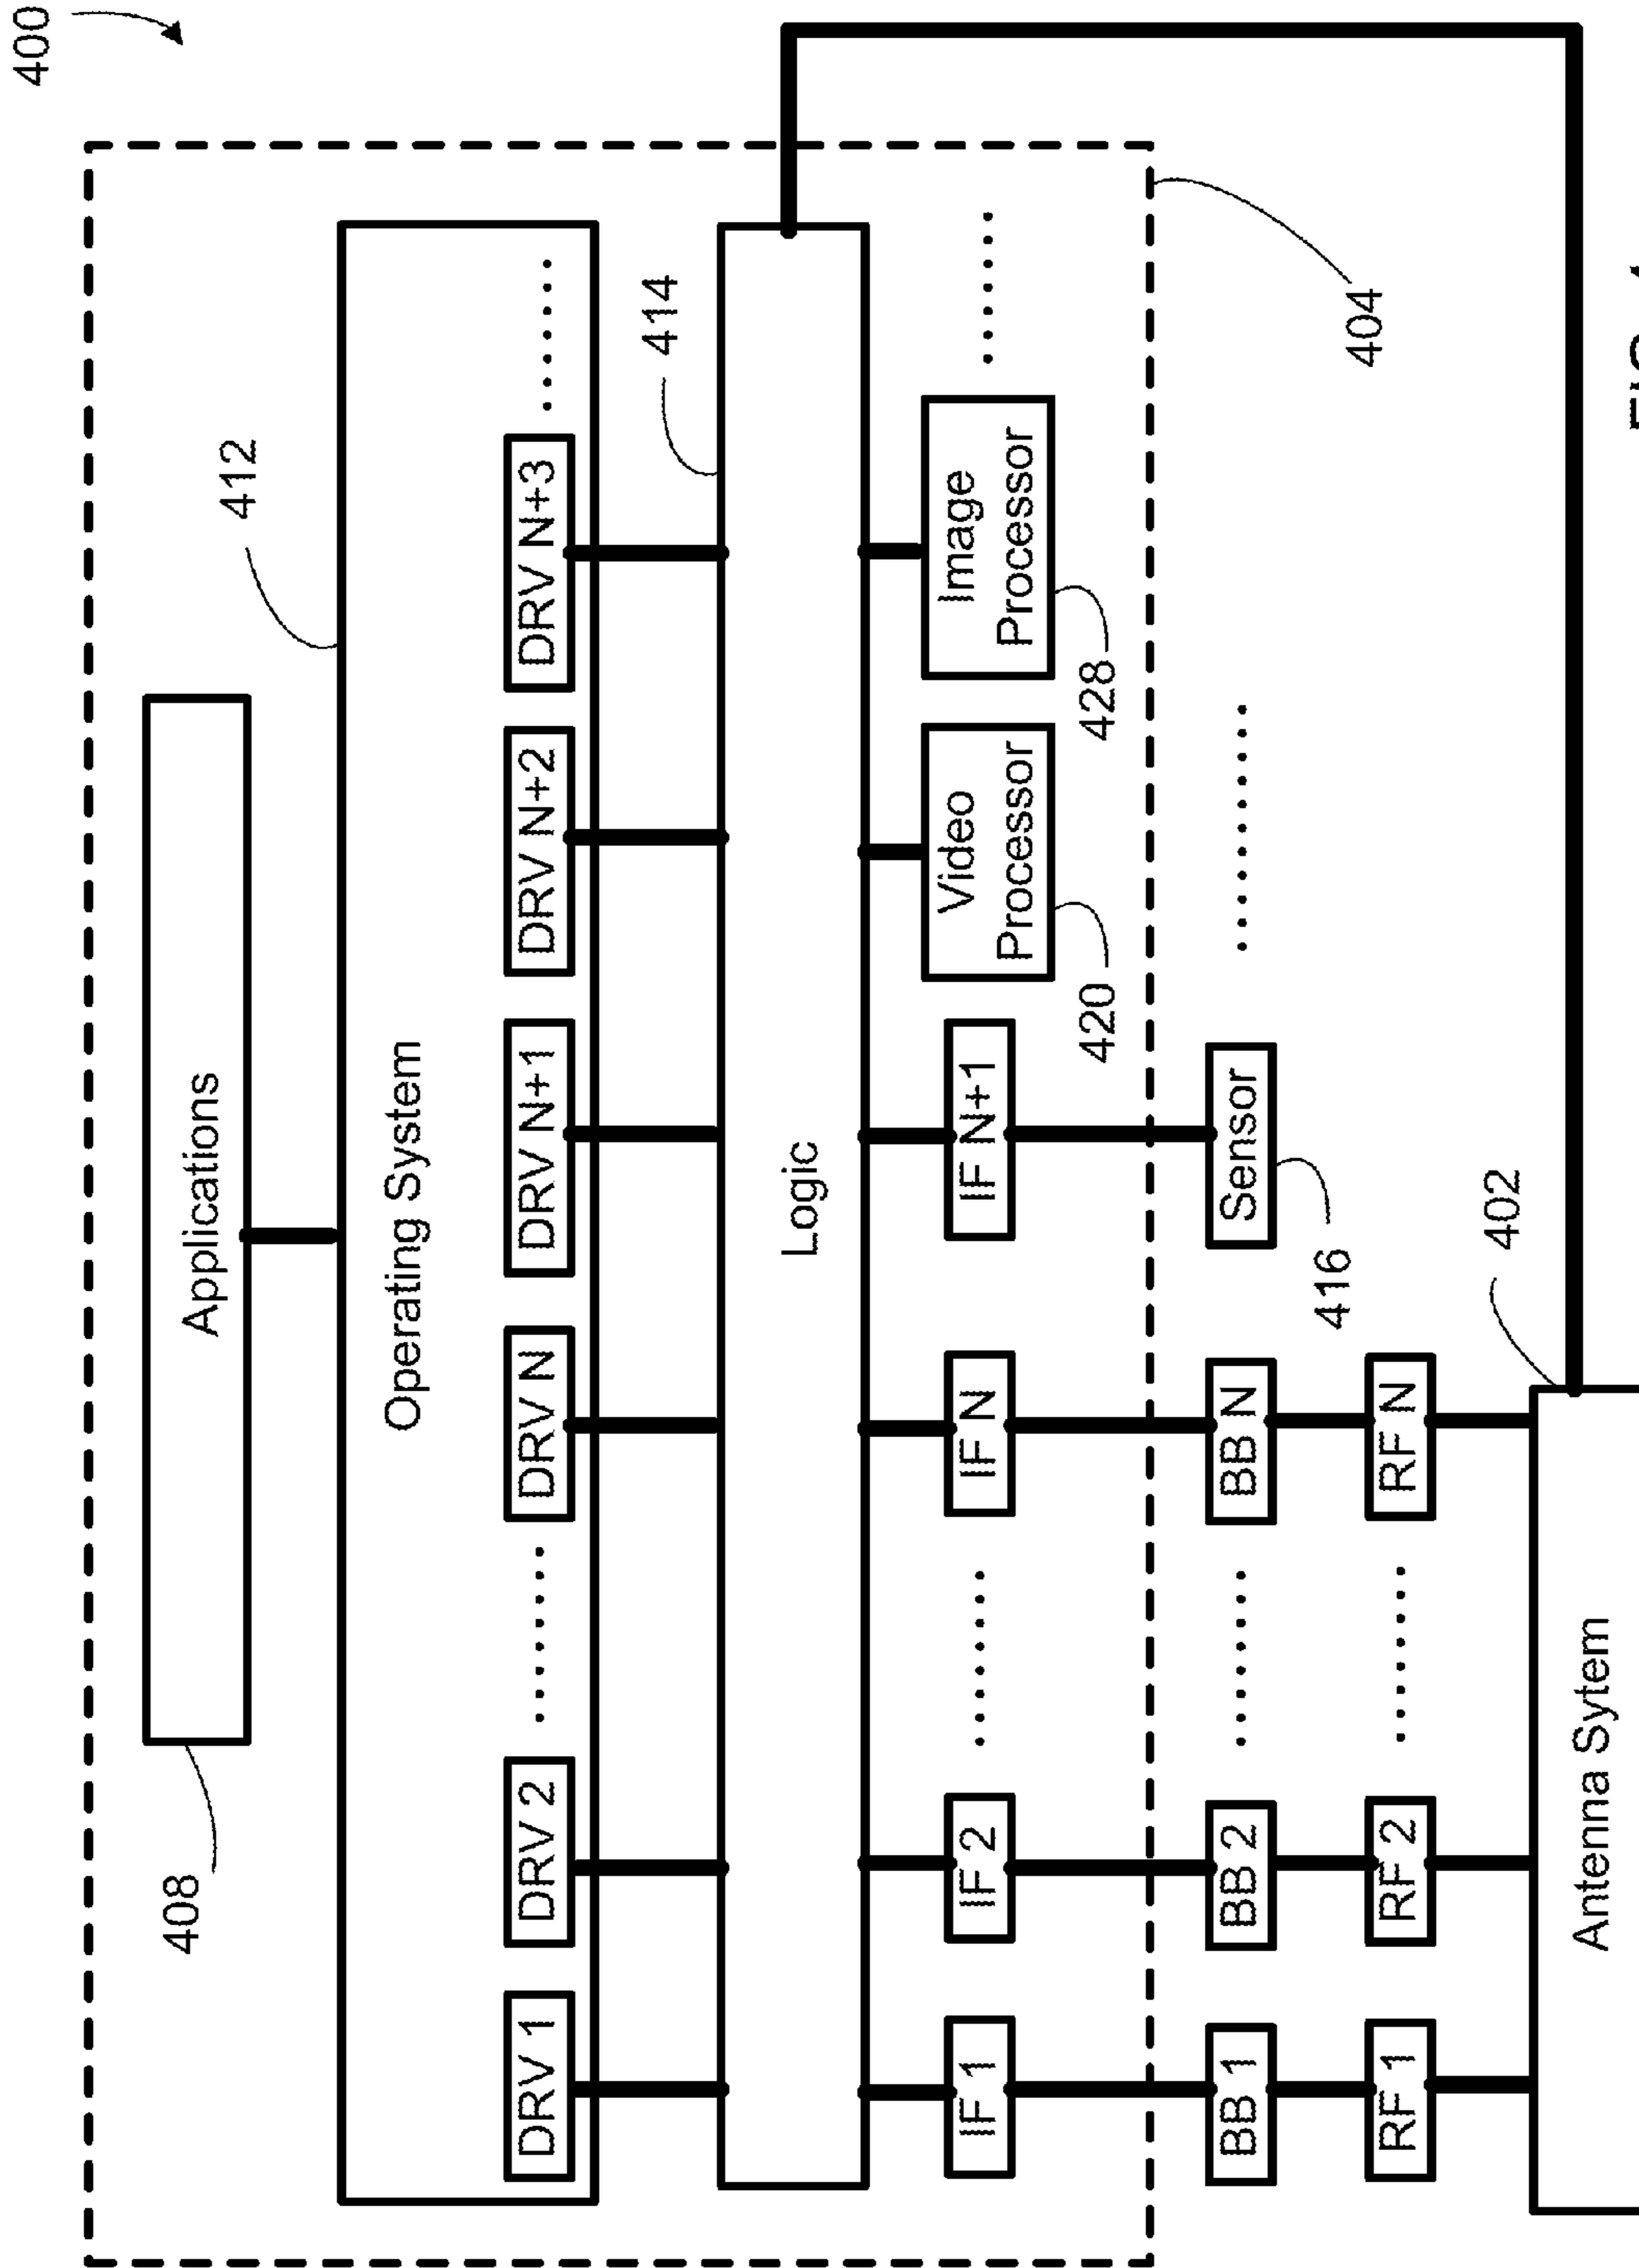 400
408
Applications
412
Operating System
DRV 1
DRV 2
DRV N
DRV N+1
DRV N+2
DRV N+3
414
Logic
IF 1
IF 2
IF N
IF N+1
Video
Processor
Image
Processor
420
428
BB 1
BB 2
BB N
Sensor
416
404
RF 1
RF 2
RF N
402
Antenna Sytem